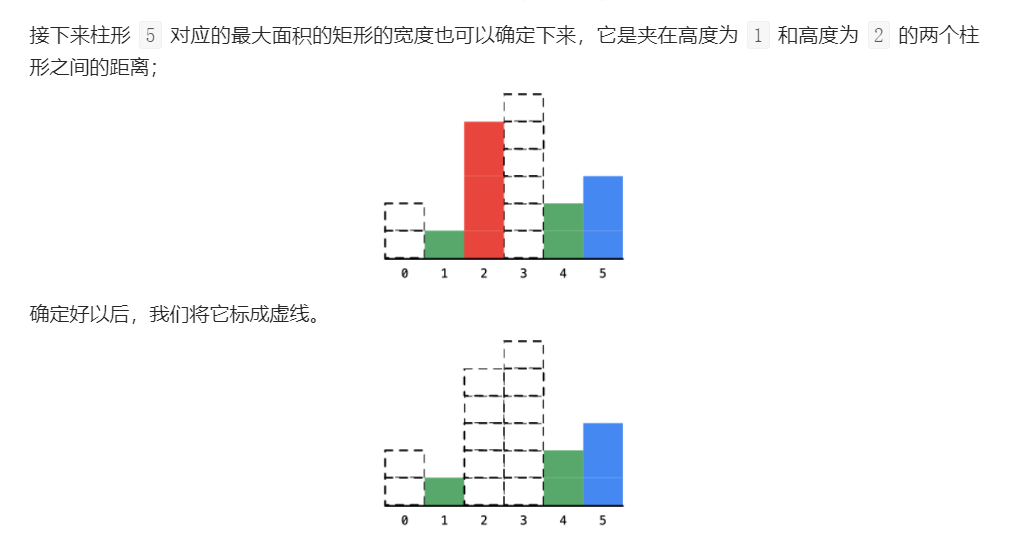 接下来柱形 5 对应的最大面积的矩形的宽度也可以确定下来，它是夹在高度为 1 和高度为 2 的两个柱
形之间的距离；
0 1 2 3 4 5
确定好以后，我们将它标成虚线。
0 1 2 3 4 5